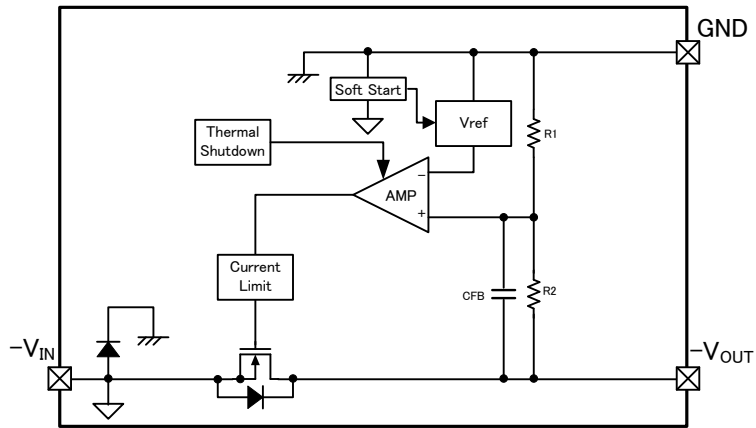 GND
Soft Start
Thermal
Shutdown
Vref
R1
AMP
−
+
Current
Limit
CFB
R2
−VIN
−VOUT